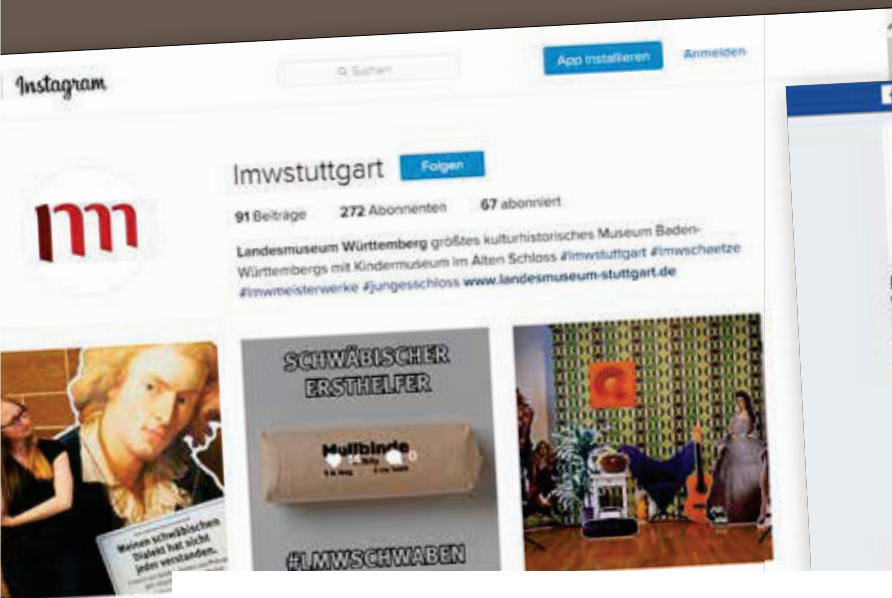 Instagram
Suchen
App installieren
Anmelden
lmwstuttgart
Folgen
91 Beiträge 272 Abonnenten 67 abonniert
Landesmuseum Württemberg größtes kulturhistorisches Museum Baden-
Württembergs mit Kindermuseum im Alten Schloss #lmwstuttgart #lmwschaetze
#lmwmeisterwerke #jungesschloss www.landesmuseum-stuttgart.de
lm
SCHWÄBISCHER
ERSTHELFER
Mullbinde
#LMWSCHWABEN
Meinen schwäbischen
Dialekt hat nicht
jeder verstanden.